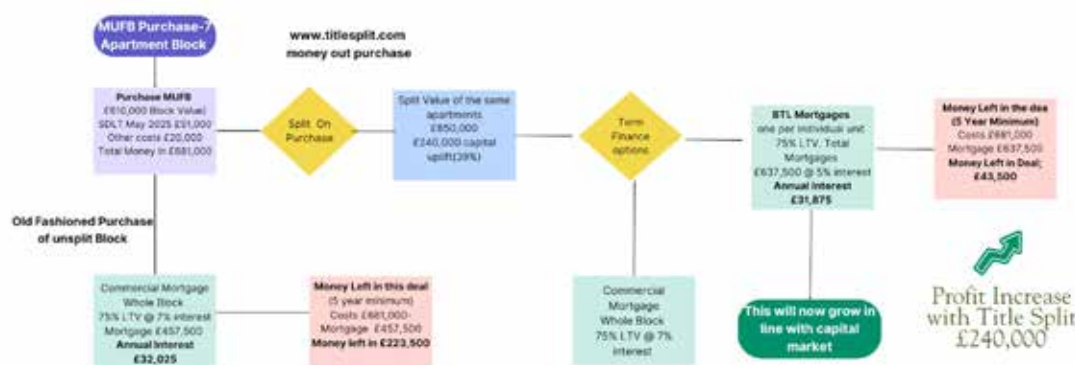 MUFB Purchase-7
Apartment Block
www.titlesplit.com
money out purchase
Purchase MUFB
£610,000 (Block Value)
SDLT May 2025 £51,000
Other costs £20,000
Total Money in £681,000
Split On
Purchase
Split Value of the same
apartments
£850,000
£240,000 capital
uplift(39%)
Term
Finance
options
BTL Mortgages
one per individual unit
75% LTV. Total
Mortgages
£637,500 @ 5% interest
Annual Interest
£31,875
Money Left in the dea
(5 Year Minimum)
Costs £681,000
Mortgage £637,500
Money Left in Deal;
£43,500
Old Fashioned Purchase
of unsplit Block
Commercial Mortgage
Whole Block
75% LTV @ 7% interest
Mortgage £457,500
Annual Interest
£32,025
Money Left in this deal
(5 year minimum)
Costs £681,000-
Mortgage £457,500
Money left in £223,500
Commercial
Mortgage
Whole Block
75% LTV @ 7%
interest
This will now grow in
line with capital
market
Profit Increase
with Title Split
£240,000